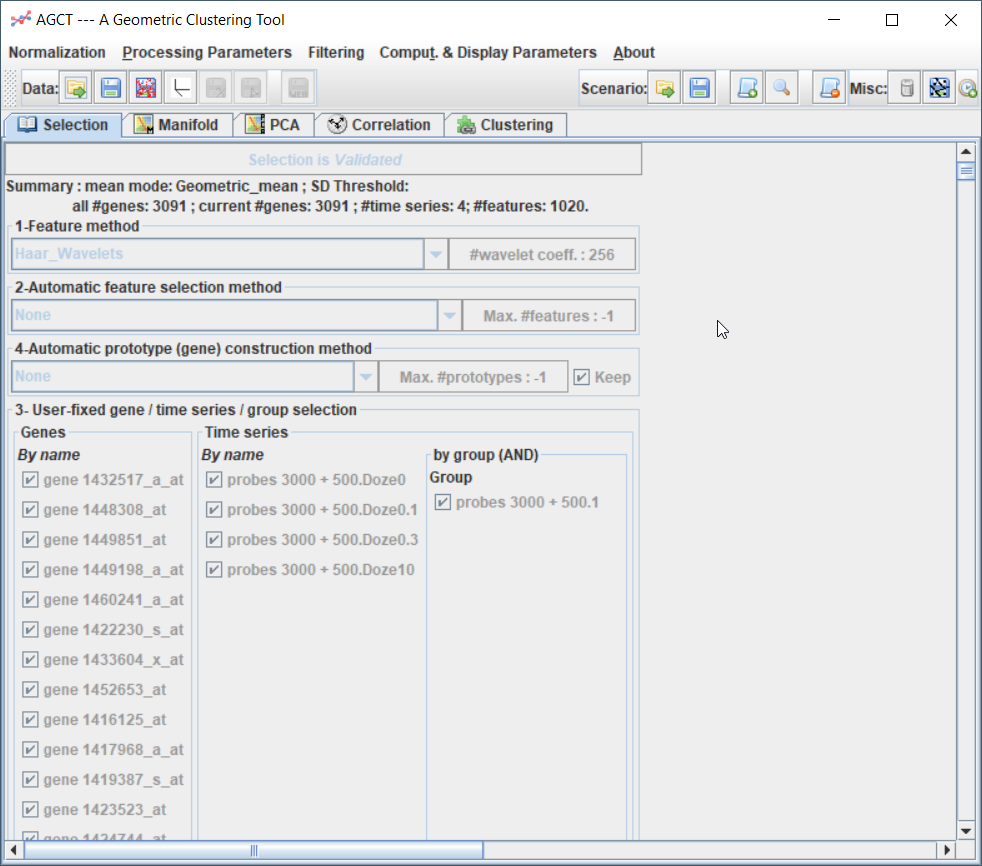 AGCT --- A Geometric Clustering Tool
Normalization Processing Parameters Filtering Comput. & Display Parameters About
Data: Scenario: Misc:
Selection Manifold PCA Correlation Clustering
Selection is Validated
Summary : mean mode: Geometric_mean ; SD Threshold:
all #genes: 3091 ; current #genes: 3091 ; #time series: 4; #features: 1020.
1-Feature method
Haar_Wavelets #wavelet coeff. : 256
2-Automatic feature selection method
None Max. #features : -1
4-Automatic prototype (gene) construction method
None Max. #prototypes : -1 Keep
3- User-fixed gene / time series / group selection
Genes Time series
By name By name by group (AND)
Group
gene 1432517_a_at probes 3000 + 500.Doze0
probes 3000 + 500.1
gene 1448308_at probes 3000 + 500.Doze0.1
gene 1449851_at probes 3000 + 500.Doze0.3
gene 1449198_a_at probes 3000 + 500.Doze10
gene 1460241_a_at
gene 1422230_s_at
gene 1433604_x_at
gene 1452653_at
gene 1416125_at
gene 1417968_a_at
gene 1419387_s_at
gene 1423523_at
gene 1424744_at